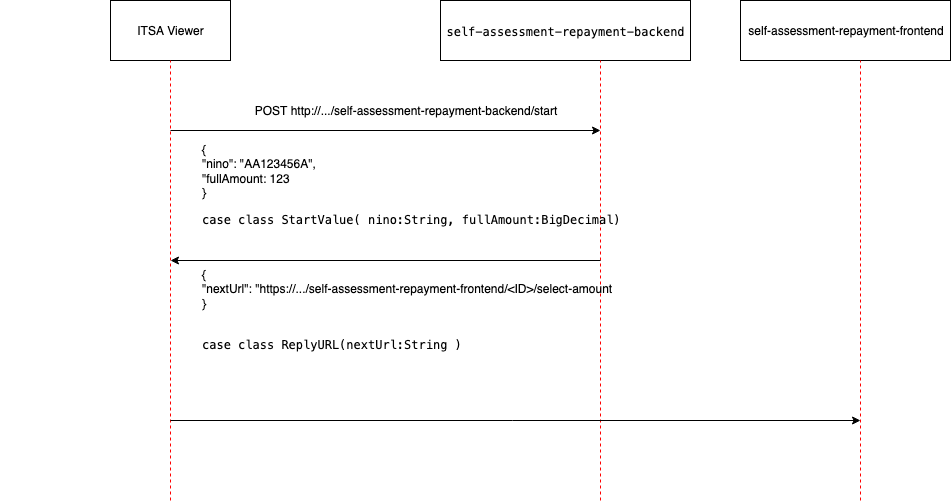 ITSA Viewer
self-assessment-repayment-backend
self-assessment-repayment-frontend
POST http://.../self-assessment-repayment-backend/start
{
"nino": "AA123456A",
"fullAmount: 123
}
case class StartValue( nino:String, fullAmount:BigDecimal)
{
"nextUrl": "https://.../self-assessment-repayment-frontend/<ID>/select-amount
}
case class ReplyURL(nextUrl:String )